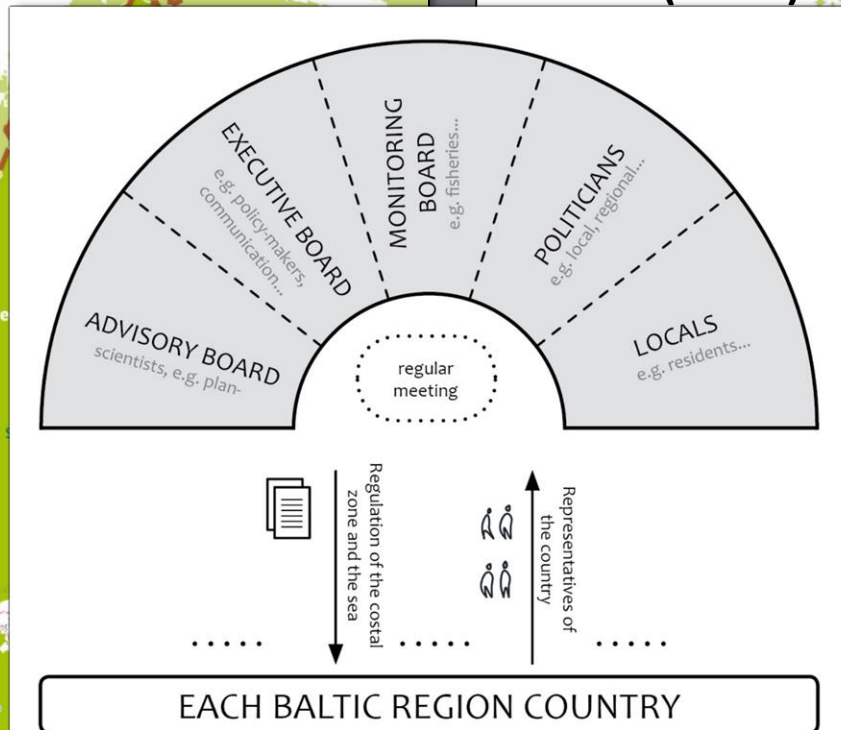 ADVISORY BOARD
scientists, e.g. plan-
EXECUTIVE BOARD
e.g. policy-makers,
communication...
MONITORING
BOARD
e.g. fisheries...
POLITICIANS
e.g. local, regional...
LOCALS
e.g. residents...
regular
meeting
Regulation of the costal
zone and the sea
Representatives of
the country
EACH BALTIC REGION COUNTRY